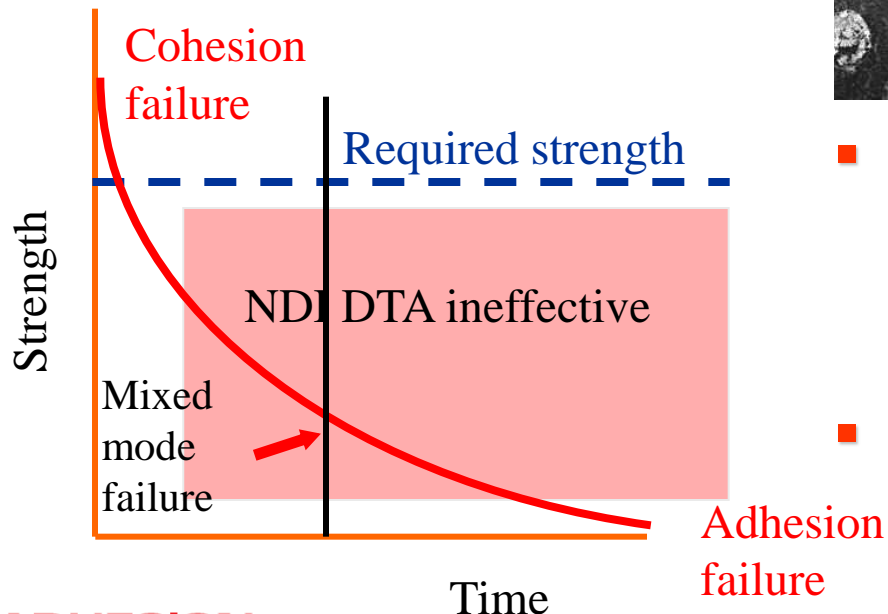 Cohesion
failure
Required strength
Strength
NDI DTA ineffective
Mixed
mode
failure
Adhesion
failure
Time